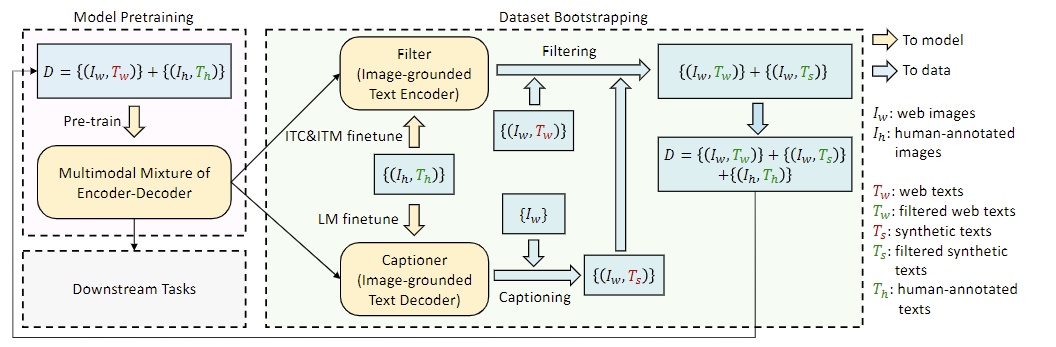 Model Pretraining
D = {(I_w, T_w)} + {(I_h, T_h)}
Pre-train
Multimodal Mixture of
Encoder-Decoder
Downstream Tasks
Dataset Bootstrapping
Filter
(Image-grounded
Text Encoder)
ITC&ITM finetune
{(I_h, T_h)}
LM finetune
Captioner
(Image-grounded
Text Decoder)
Filtering
{(I_w, T_w)}
{I_w}
Captioning
{(I_w, T_s)}
{(I_w, T_w)} + {(I_w, T_s)}
D = {(I_w, T_w)} + {(I_w, T_s)}
+{(I_h, T_h)}
To model
To data
I_w: web images
I_h: human-annotated
images
T_w: web texts
T_w: filtered web texts
T_s: synthetic texts
T_s: filtered synthetic
texts
T_h: human-annotated
texts